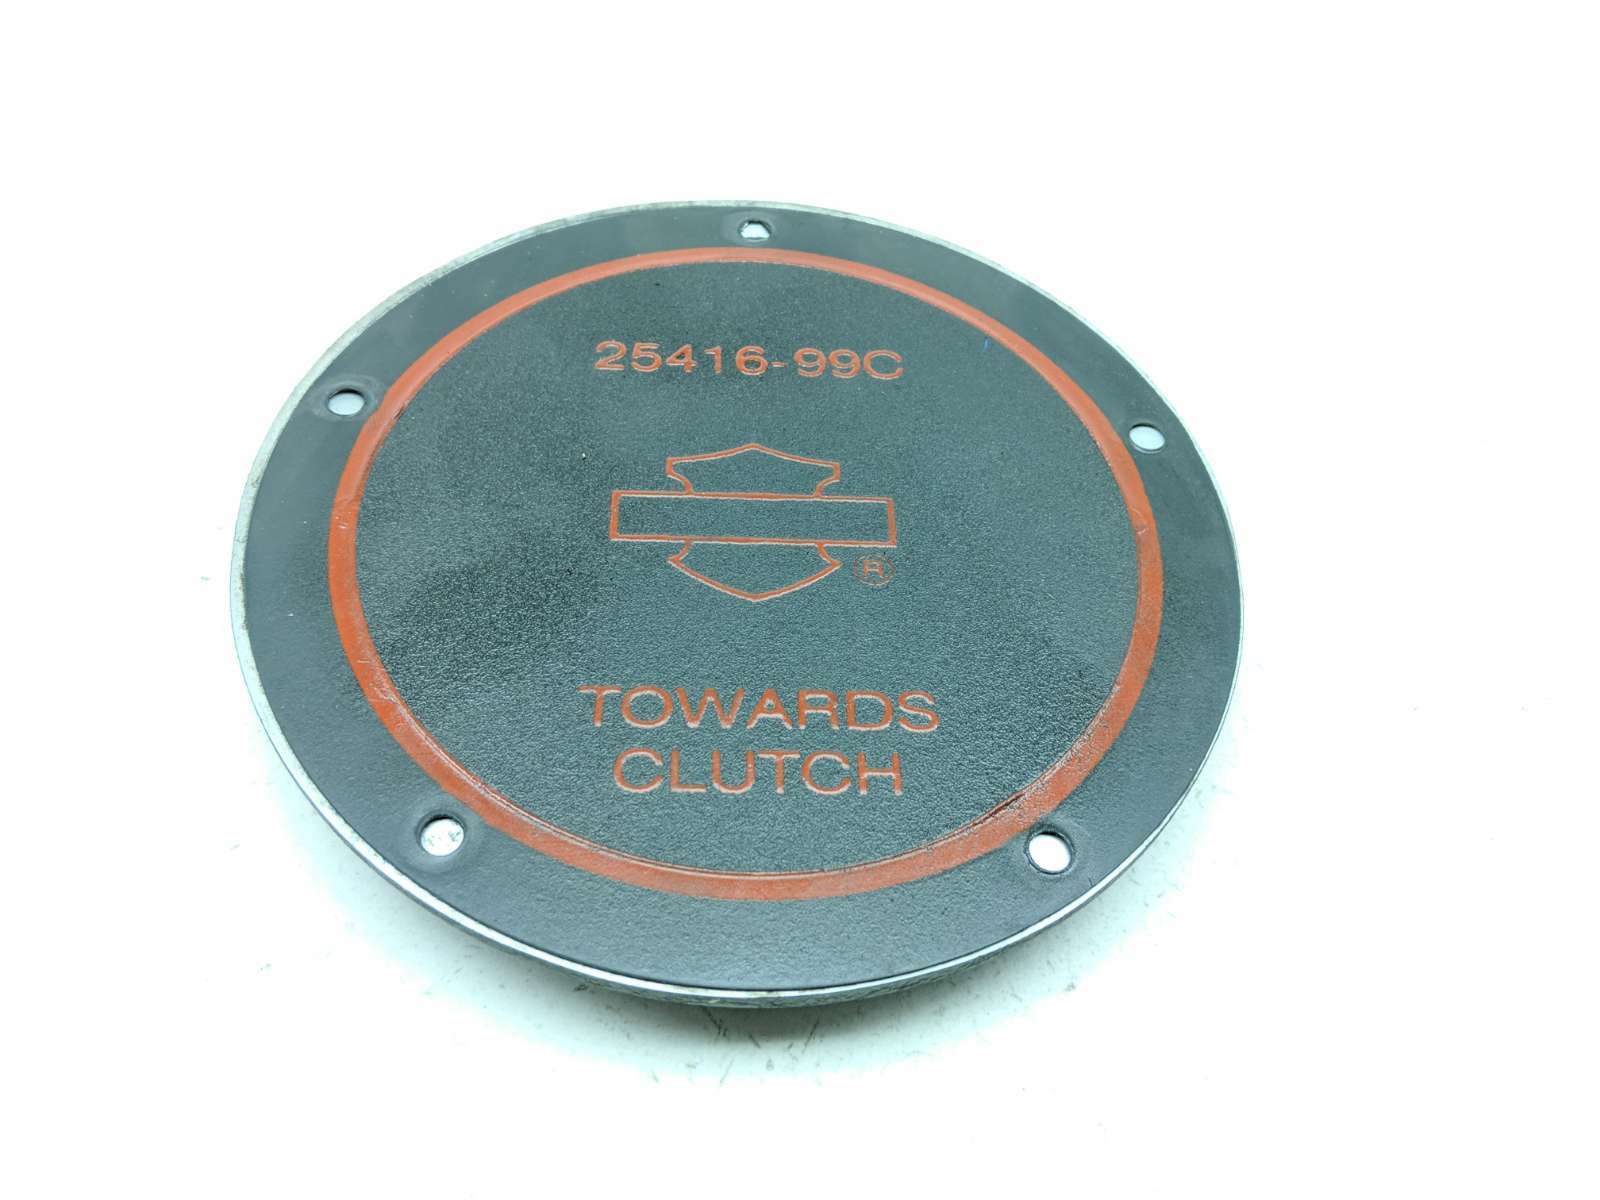 25416-99C
®
TOWARDS
CLUTCH